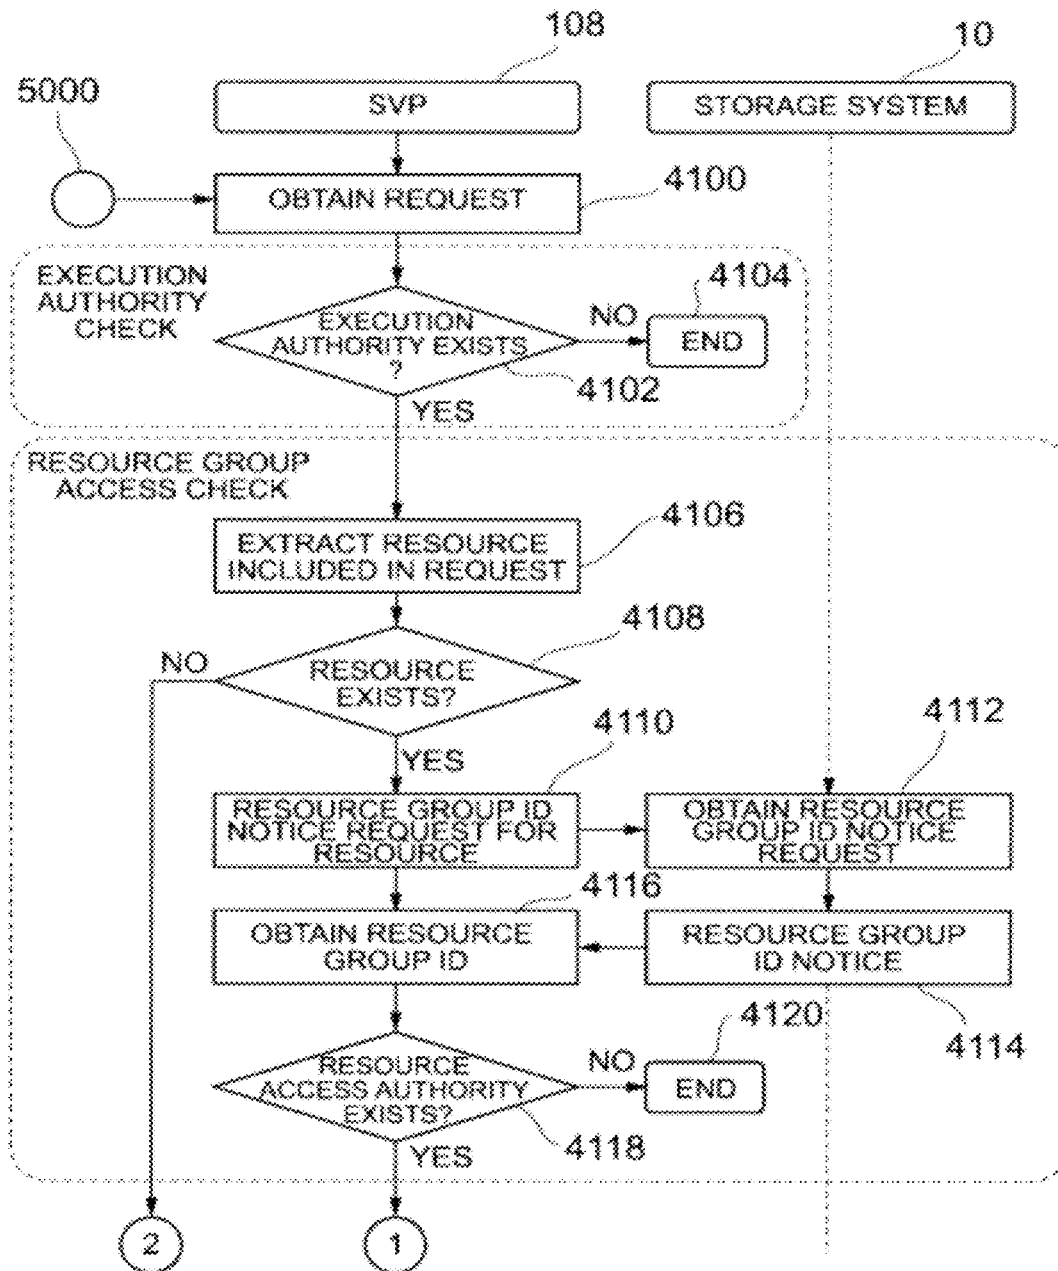 108
10
5000
SVP
STORAGE SYSTEM
OBTAIN REQUEST
4100
EXECUTION
AUTHORITY
CHECK
EXECUTION
AUTHORITY EXISTS
?
NO
4104
END
4102
YES
RESOURCE GROUP
ACCESS CHECK
4106
EXTRACT RESOURCE
INCLUDED IN REQUEST
4108
NO
RESOURCE
EXISTS?
4110
4112
YES
RESOURCE GROUP ID
NOTICE REQUEST FOR
RESOURCE
OBTAIN RESOURCE
GROUP ID NOTICE
REQUEST
4116
OBTAIN RESOURCE
GROUP ID
RESOURCE GROUP
ID NOTICE
4114
4120
RESOURCE
ACCESS AUTHORITY
EXISTS?
NO
END
4118
YES
2
1